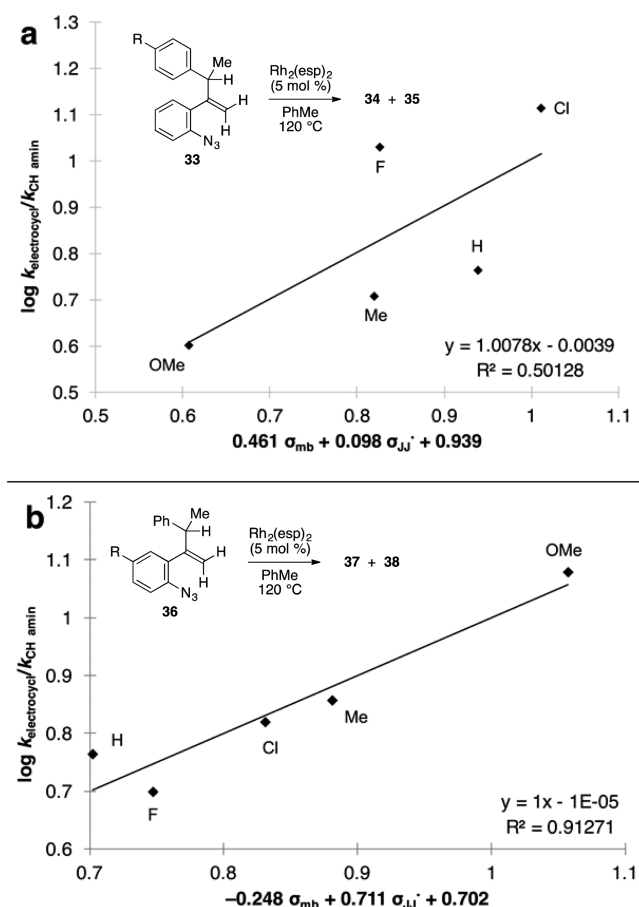 a
1.3
1.2
1.1
1
0.9
0.8
0.7
0.6
0.5
log k_electrocycl/k_CH amin
R
Me
H
H
H
N₃
33
Rh₂(esp)₂
(5 mol %)
PhMe
120 °C
34 + 35
Cl
F
H
Me
OMe
y = 1.0078x - 0.0039
R² = 0.50128
0.5 0.6 0.7 0.8 0.9 1 1.1
0.461 σmb + 0.098 σJJ· + 0.939
b
1.2
1.1
1
0.9
0.8
0.7
0.6
log k_electrocycl/k_CH amin
Ph
Me
H
R
H
H
N₃
36
Rh₂(esp)₂
(5 mol %)
PhMe
120 °C
37 + 38
OMe
H
Me
Cl
F
y = 1x - 1E-05
R² = 0.91271
0.7 0.8 0.9 1 1.1
−0.248 σmb + 0.711 σJJ· + 0.702